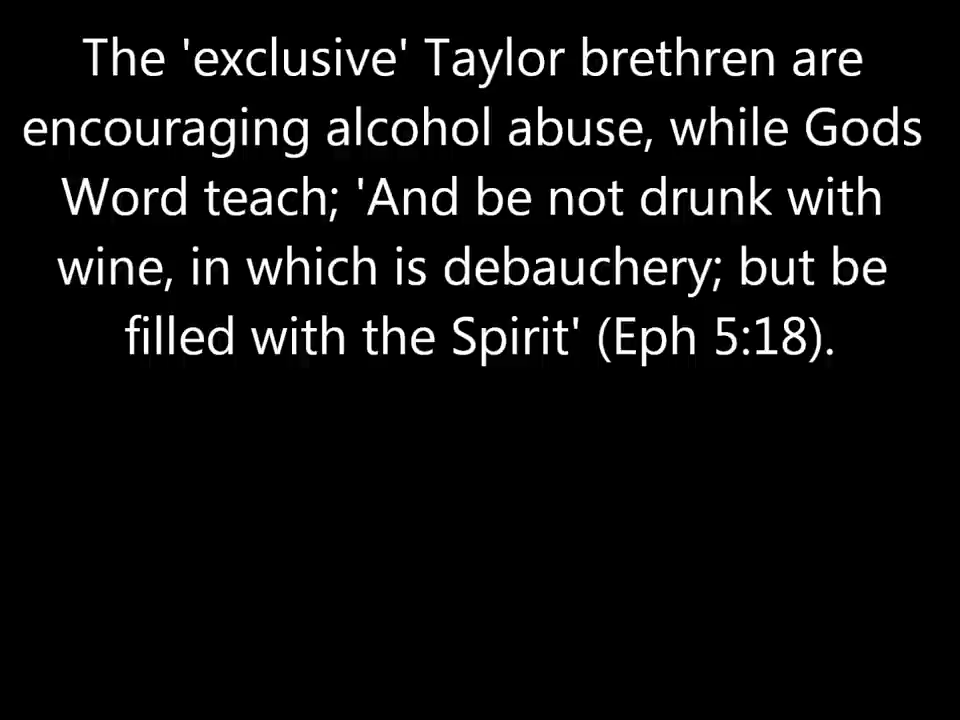 The 'exclusive' Taylor brethren are
encouraging alcohol abuse, while Gods
Word teach; 'And be not drunk with
wine, in which is debauchery; but be
filled with the Spirit' (Eph 5:18).